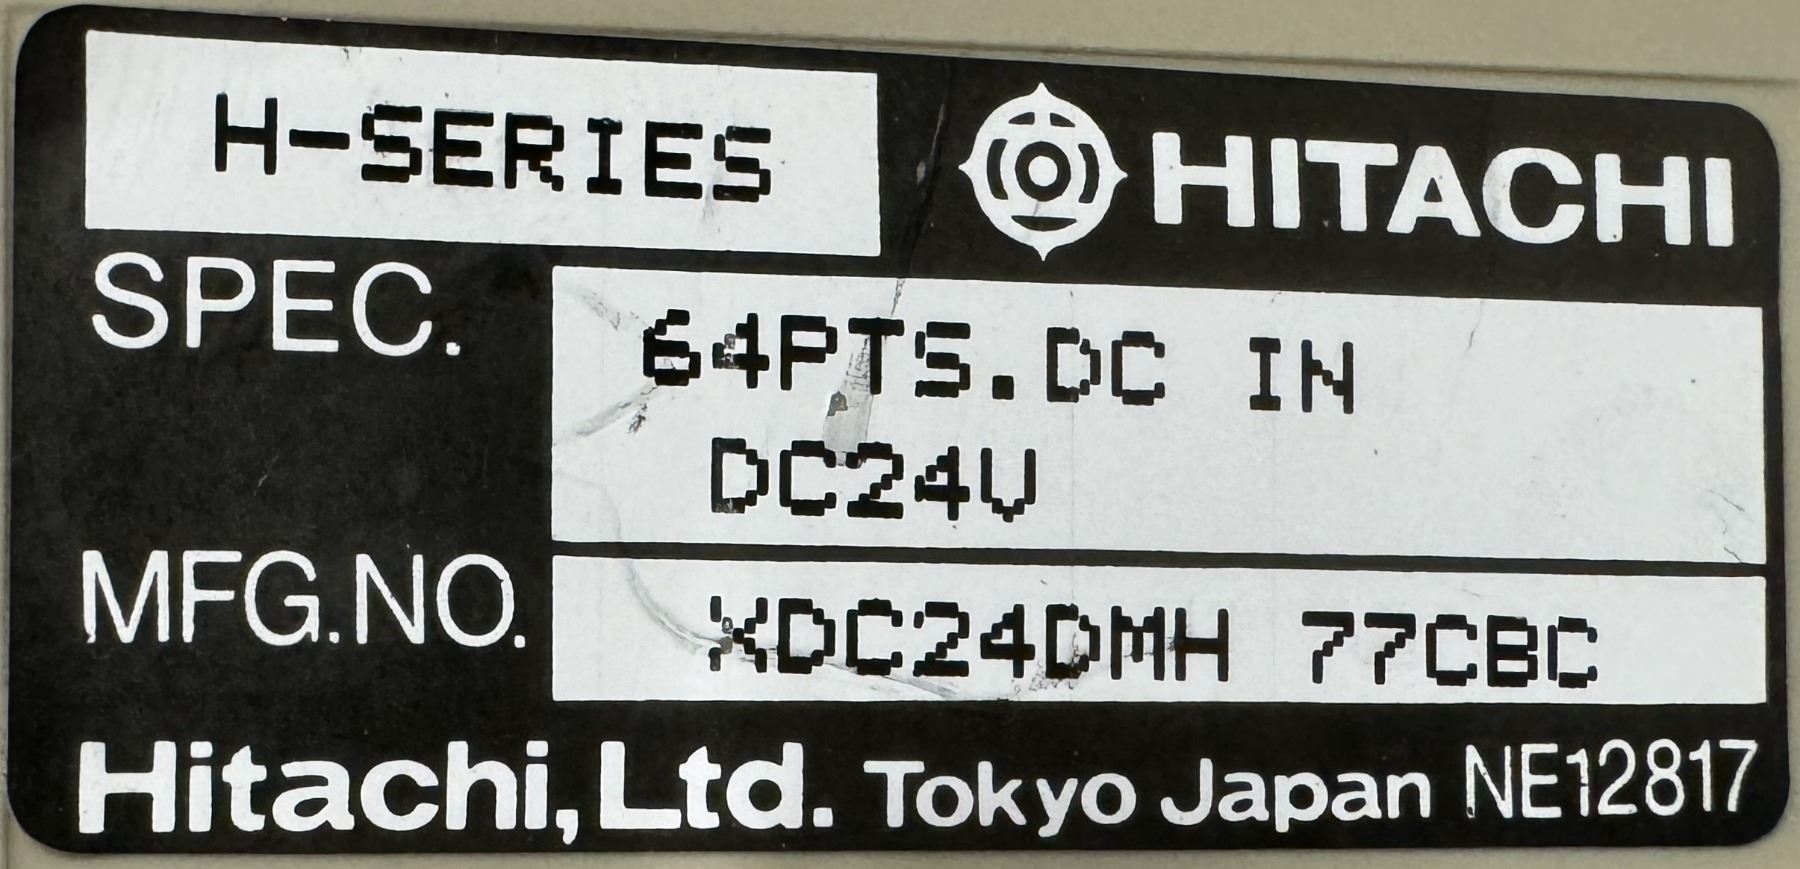 H-SERIES
HITACHI
SPEC.
64PTS.DC IN
DC24V
MFG.NO.
XDC24DMH 77CBC
Hitachi,Ltd. Tokyo Japan NE12817